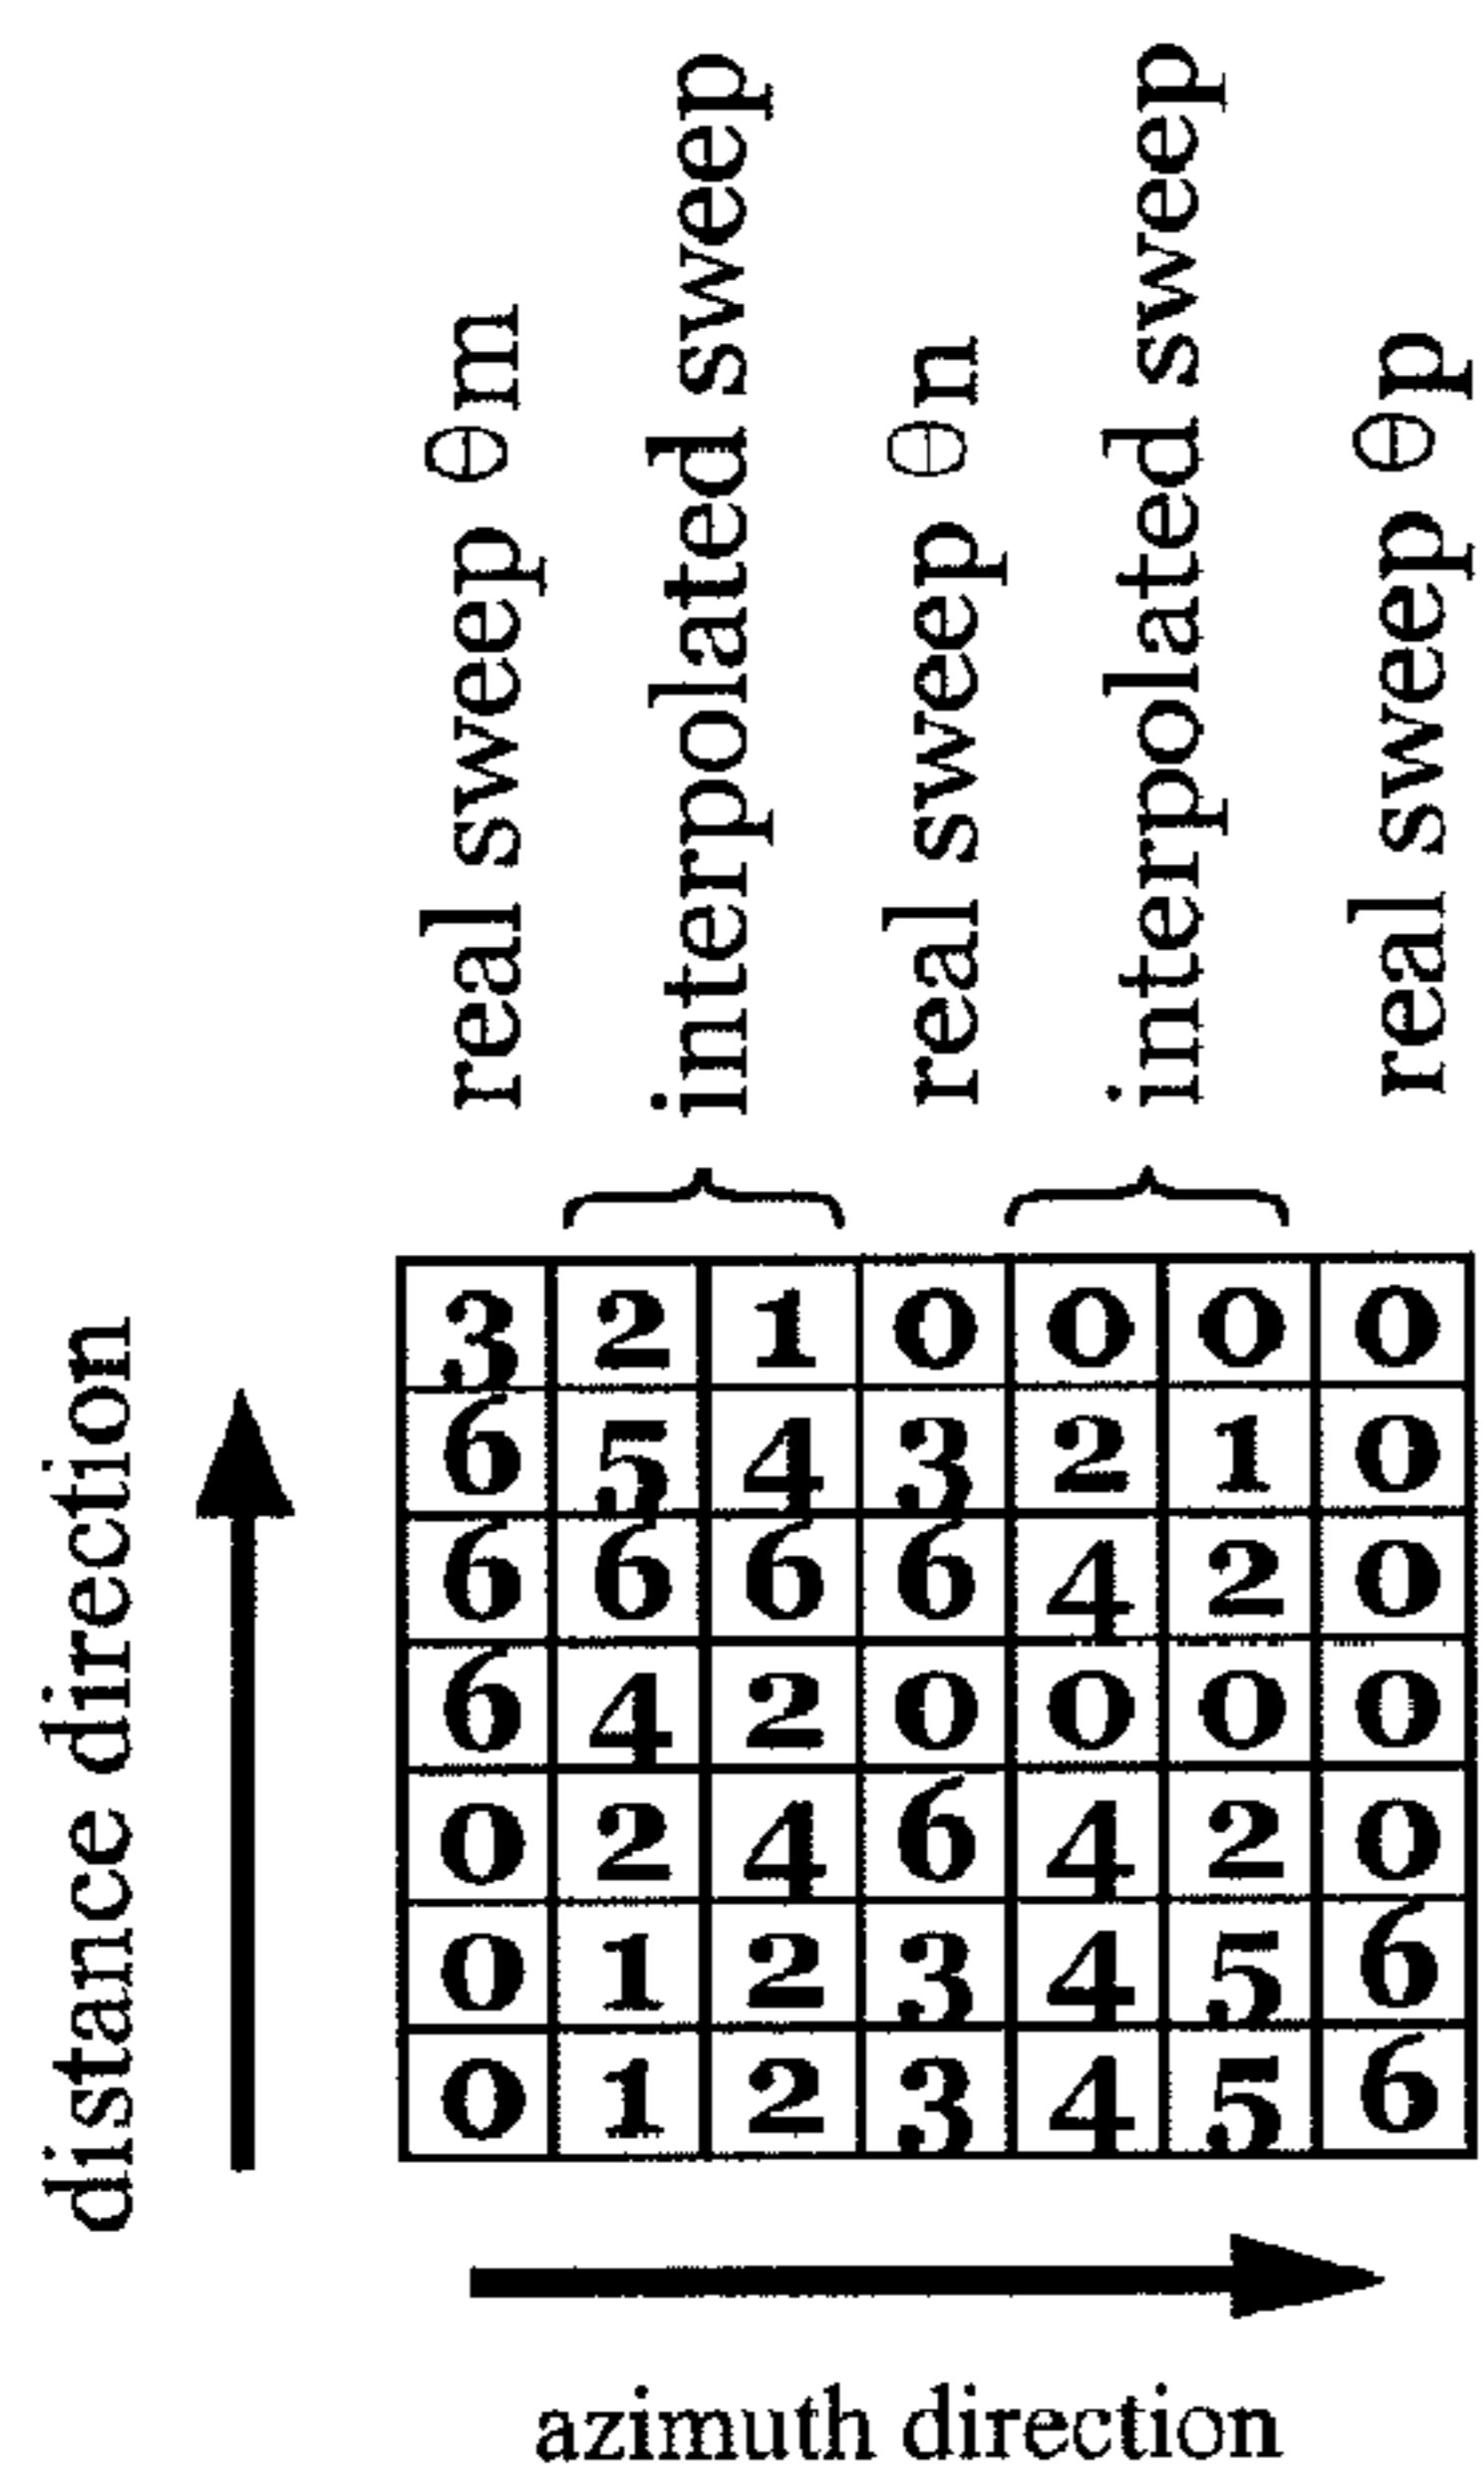 distance direction
real sweep θm
interpolated sweep
real sweep θn
interpolated sweep
real sweep θp
3 2 1 0 0 0 0
6 5 4 3 2 1 0
6 6 6 6 4 2 0
6 4 2 0 0 0 0
0 2 4 6 4 2 0
0 1 2 3 4 5 6
0 1 2 3 4 5 6
azimuth direction